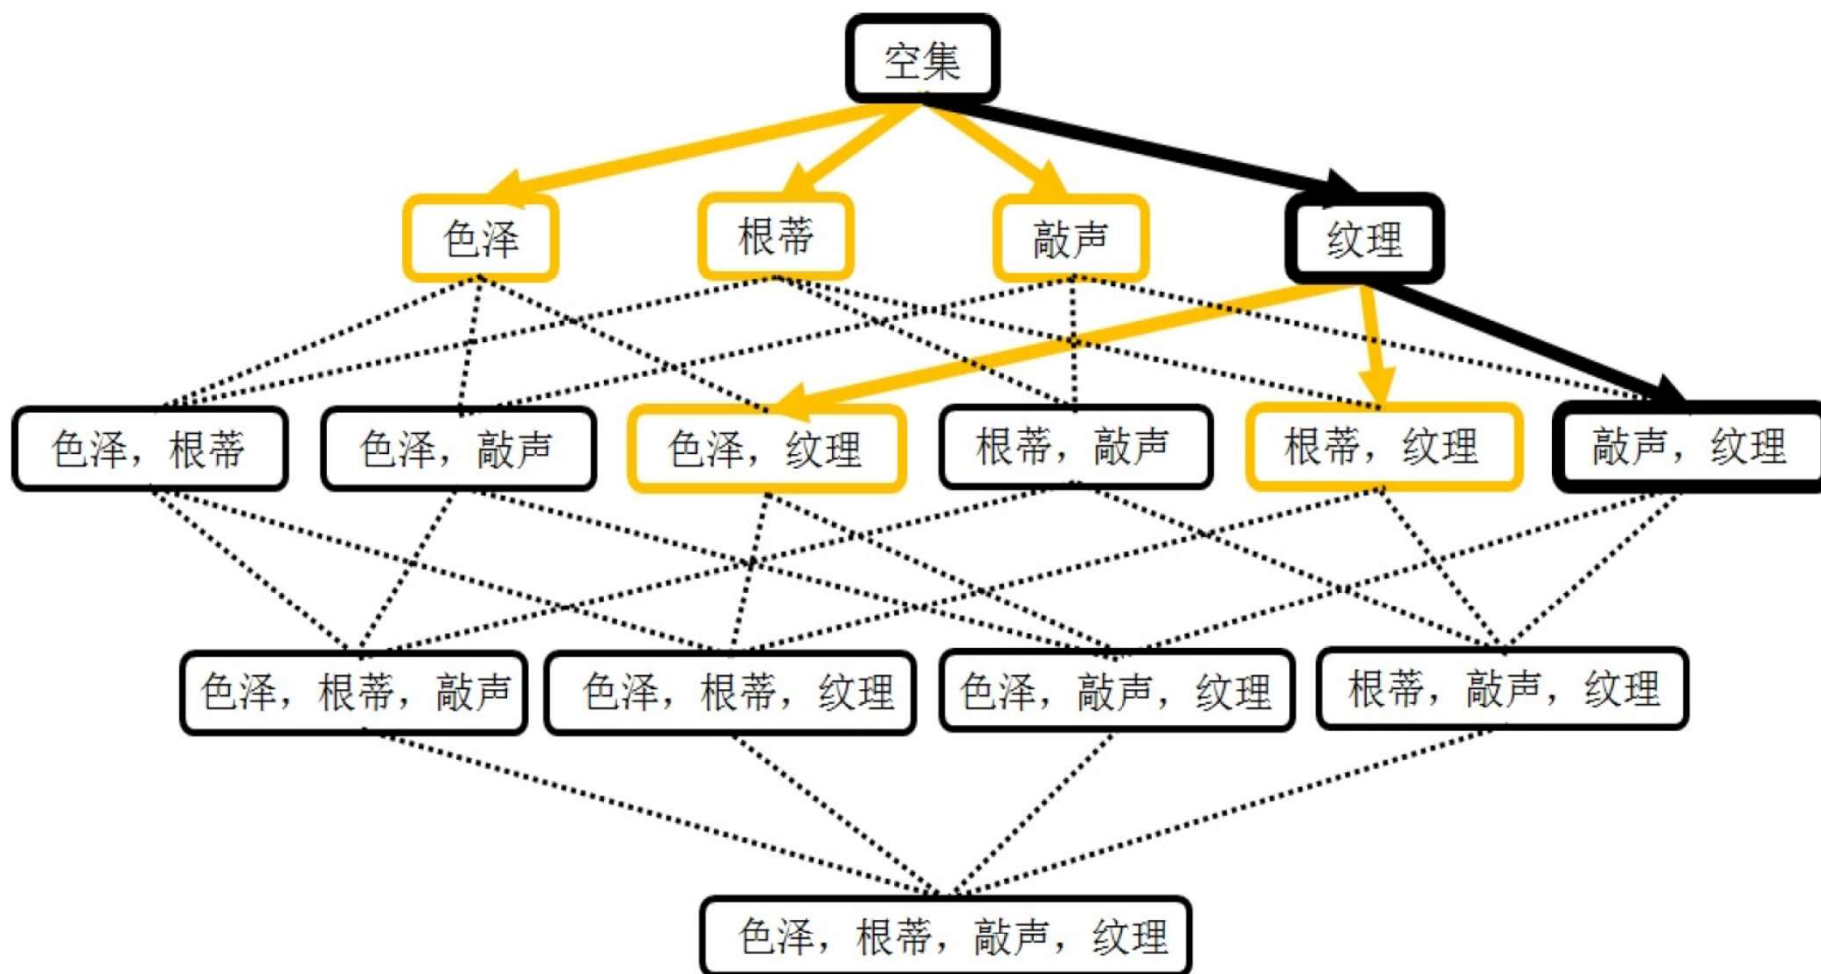 空集
色泽
根蒂
敲声
纹理
色泽，根蒂
色泽，敲声
色泽，纹理
根蒂，敲声
根蒂，纹理
敲声，纹理
色泽，根蒂，敲声
色泽，根蒂，纹理
色泽，敲声，纹理
根蒂，敲声，纹理
色泽，根蒂，敲声，纹理